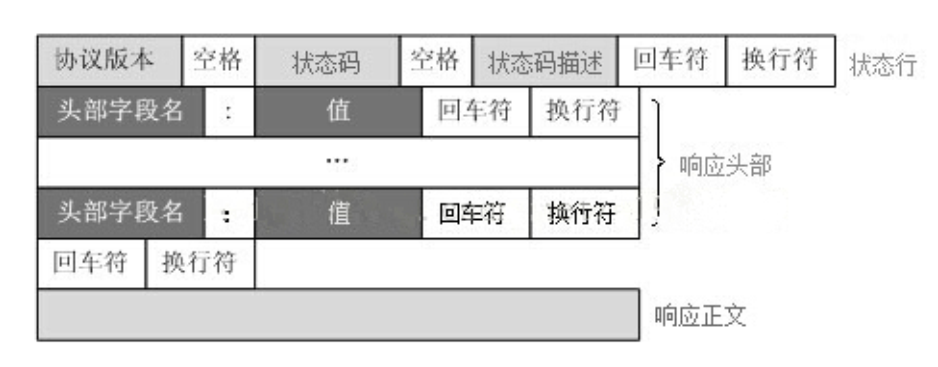 协议版本 空格 状态码 空格 状态码描述 回车符 换行符 状态行
头部字段名 : 值 回车符 换行符
... 响应头部
头部字段名 : 值 回车符 换行符
回车符 换行符
响应正文